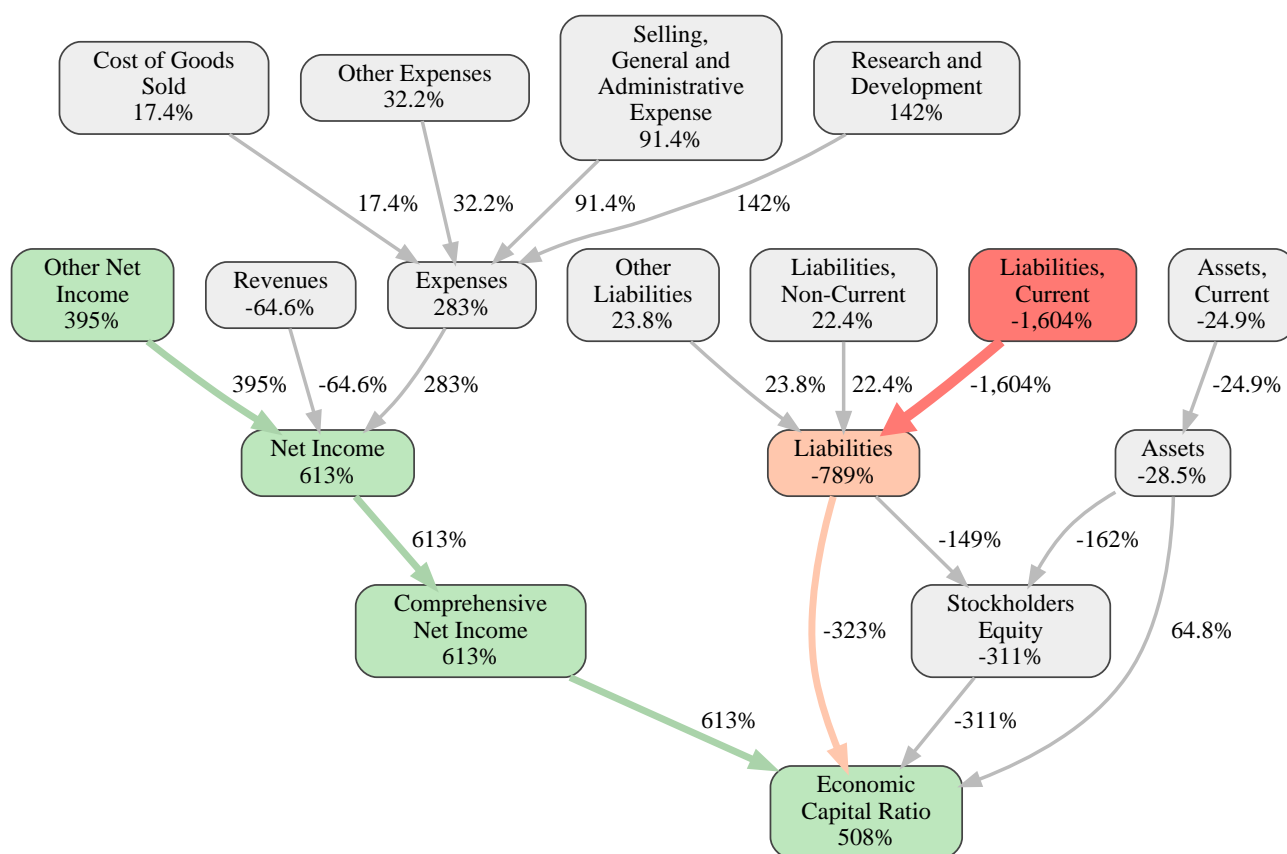 Cost of Goods
Sold
17.4%
Other Expenses
32.2%
Selling,
General and
Administrative
Expense
91.4%
Research and
Development
142%
17.4%
32.2%
91.4%
142%
Other Net
Income
395%
Revenues
-64.6%
Expenses
283%
Other
Liabilities
23.8%
Liabilities,
Non-Current
22.4%
Liabilities,
Current
-1,604%
Assets,
Current
-24.9%
395%
-64.6%
283%
23.8%
22.4%
-1,604%
-24.9%
Net Income
613%
Liabilities
-789%
Assets
-28.5%
613%
-149%
-162%
Comprehensive
Net Income
613%
-323%
Stockholders
Equity
-311%
64.8%
613%
-311%
Economic
Capital Ratio
508%